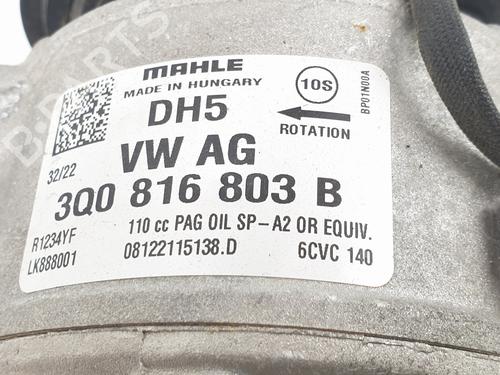 MAHLE
MADE IN HUNGARY
10S
DH5
ROTATION
BP01N00A
VW AG
32/22
3Q0 816 803 B
R1234YF
110 cc PAG OIL SP-A2 OR EQUIV.
LK888001
08122115138.D
6CVC 140
B-PARTS